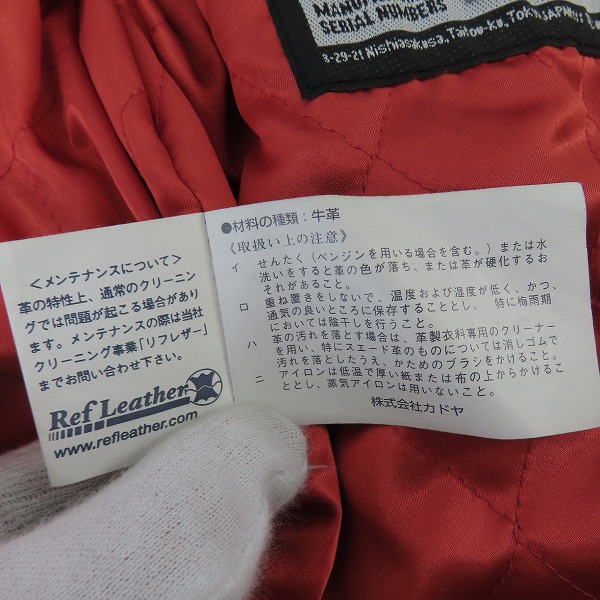 MANUF
SERIAL NUMBERS
3-29-21 Nishiasakusa, Taitou-ku, Tok
●材料の種類：牛革
《取扱い上の注意》
イ せんたく（ベンジンを用いる場合を含む。）または水
洗いをすると革の色が落ち、または革が硬化するお
それがあること。
ロ 重ね置きをしないで、温度および湿度が低く、かつ、
通気の良いところに保存することとし、 特に梅雨期
においては陰干しを行うこと。
ハ 革の汚れを落とす場合は、革製衣料専用のクリーナー
を用い、特にスエード革のものについては消しゴムで
汚れを落としたうえ、かためのブラシをかけること。
ニ アイロンは低温で厚い紙または布の上からかけるこ
ととし、蒸気アイロンは用いないこと。
株式会社カドヤ
＜メンテナンスについて＞
革の特性上、通常のクリーニン
グでは問題が起こる場合があり
ます。メンテナンスの際は当社
クリーニング事業「リフレザー」
までお問い合わせ下さい。
Ref Leather
www.refleather.com